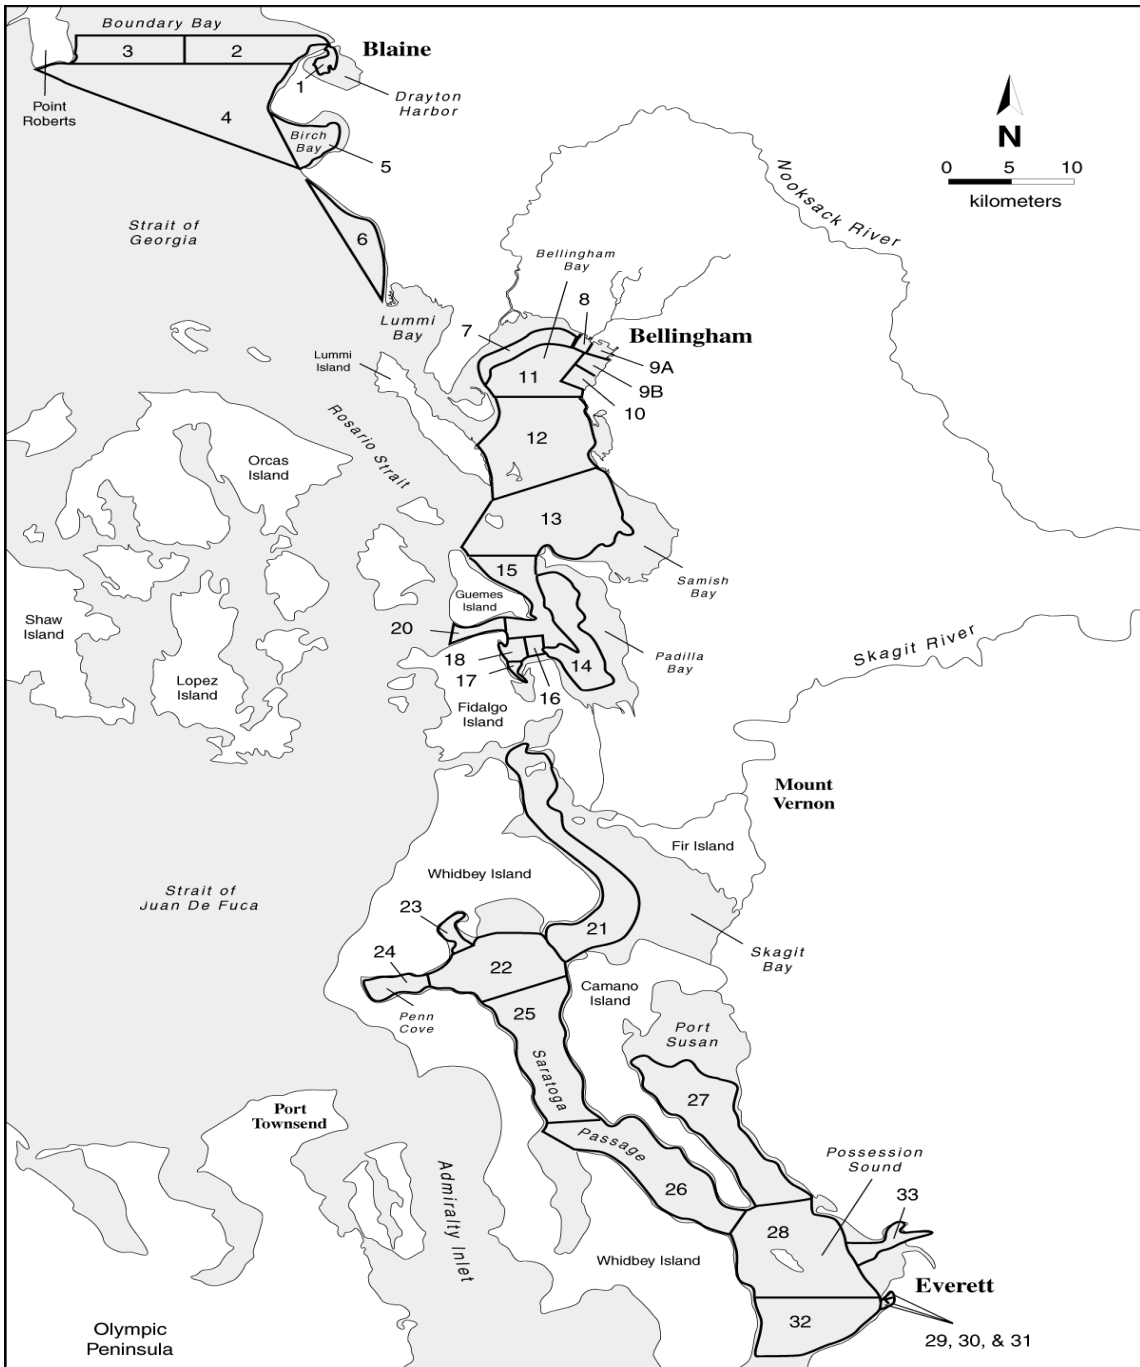 Boundary Bay
3
2
Blaine
1
Drayton
Harbor
Point
Roberts
4
Birch
Bay
5
N
0 5 10
kilometers
Nooksack River
Strait of
Georgia
6
Bellingham
Bay
8
Lummi
Bay
7
Bellingham
Lummi
Island
9A
11
9B
10
Rosario Strait
12
Orcas
Island
13
15
Samish
Bay
Guemes
Island
Shaw
Island
20
Skagit River
18
14
Padilla
Bay
17
16
Lopez
Island
Fidalgo
Island
Mount
Vernon
Fir Island
Whidbey Island
Strait of
Juan De Fuca
23
21
24
22
Skagit
Bay
Camano
Island
Penn
Cove
25
Port
Susan
Saratoga
Passage
27
Port
Townsend
Possession
Sound
Admiralty Inlet
26
33
28
Whidbey Island
Everett
32
29, 30, & 31
Olympic
Peninsula